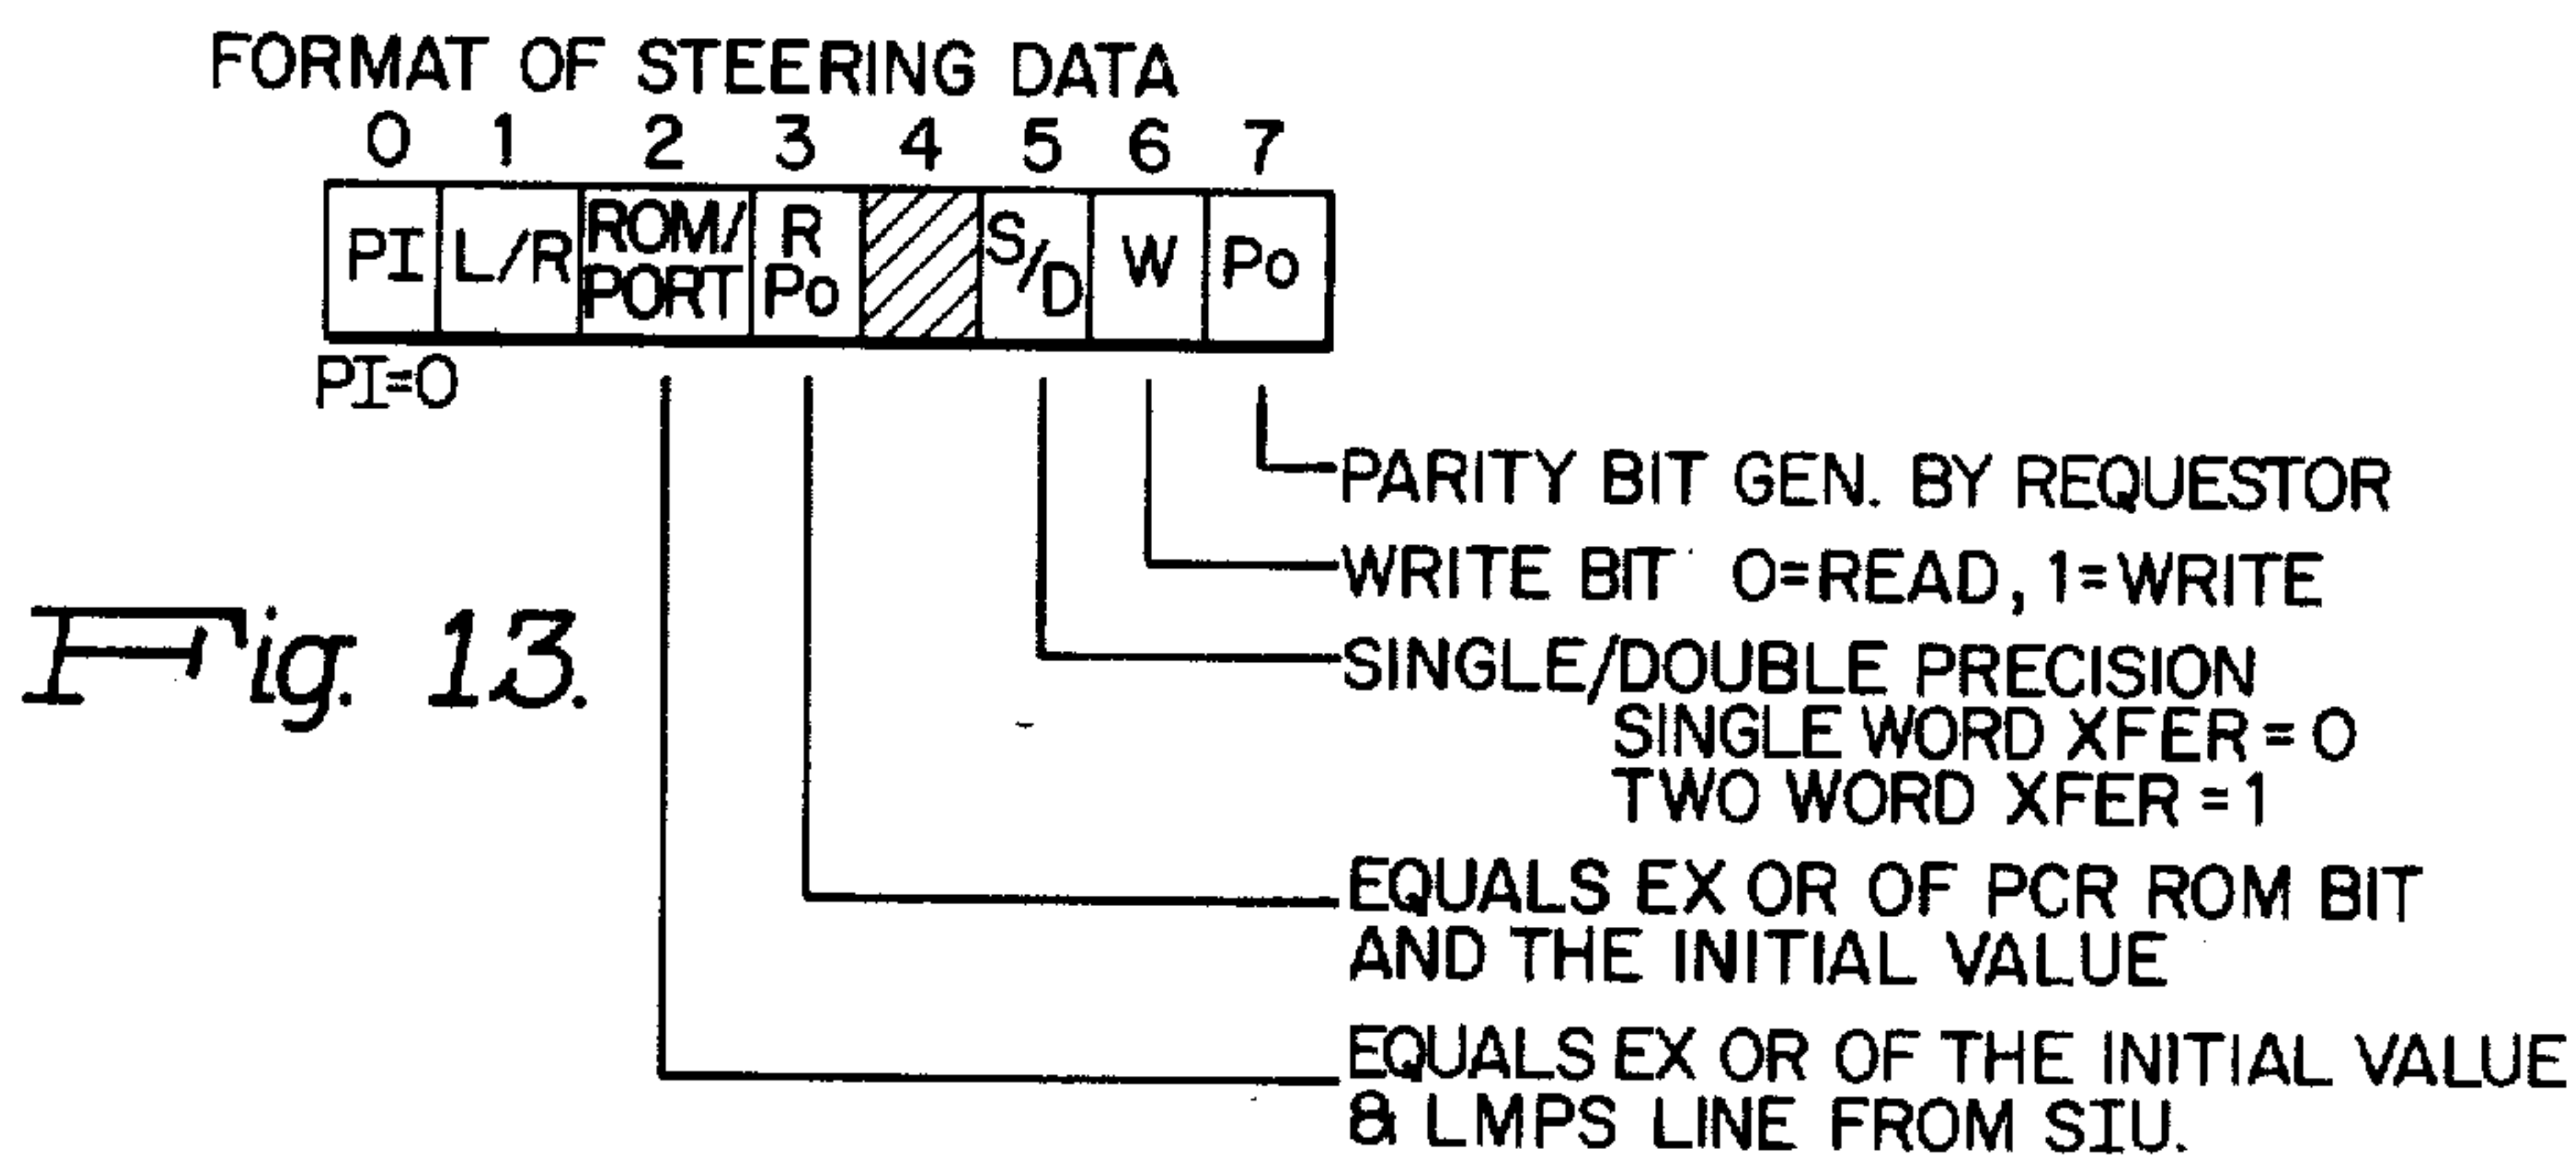 FORMAT OF STEERING DATA
0 1 2 3 4 5 6 7
PI L/R ROM/PORT R Po S/D W Po
PI=0
PARITY BIT GEN. BY REQUESTOR
WRITE BIT 0=READ, 1=WRITE
SINGLE/DOUBLE PRECISION
SINGLE WORD XFER = 0
TWO WORD XFER = 1
EQUALS EX OR OF PCR ROM BIT
AND THE INITIAL VALUE
EQUALS EX OR OF THE INITIAL VALUE
& LMPS LINE FROM SIU.
Fig. 13.